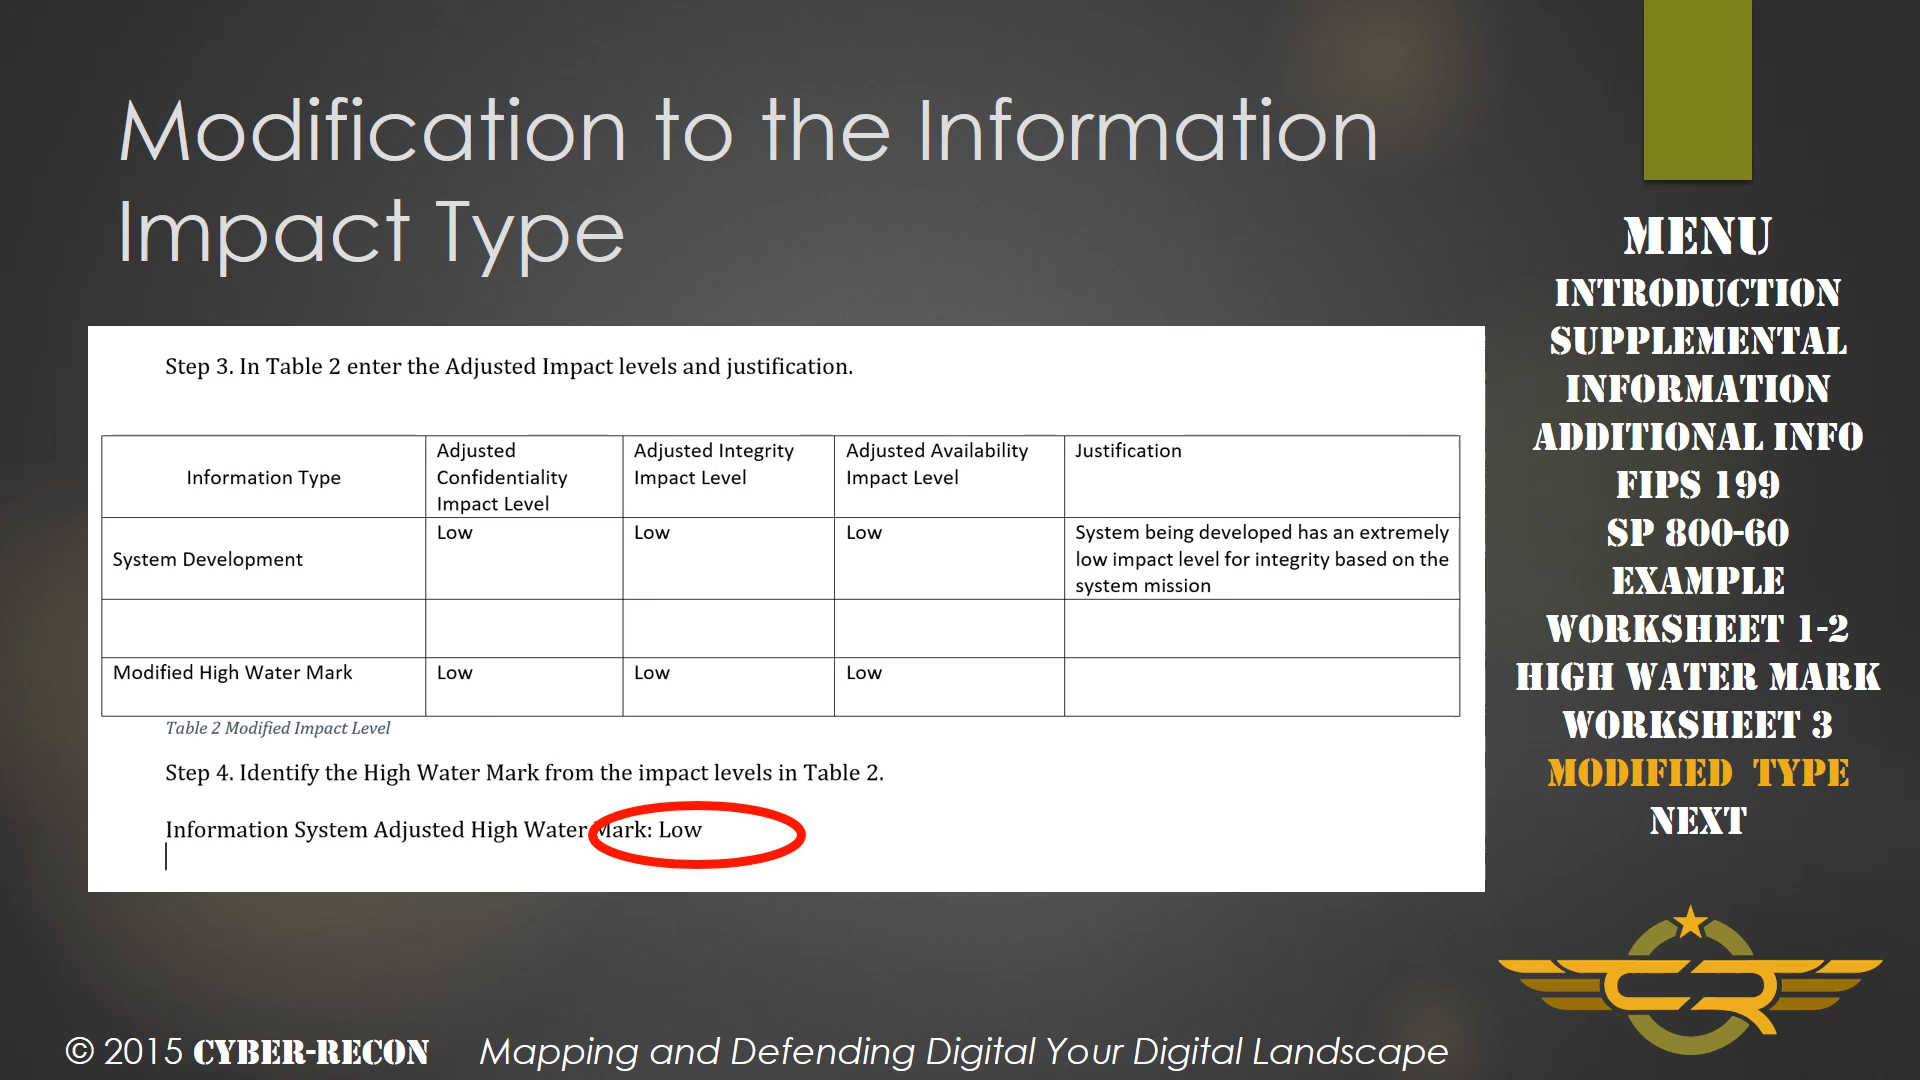 Modification to the Information
Impact Type
Step 3. In Table 2 enter the Adjusted Impact levels and justification.
Information Type
Adjusted
Confidentiality
Impact Level
Adjusted Integrity
Impact Level
Adjusted Availability
Impact Level
Justification
System Development
Low
Low
Low
System being developed has an extremely
low impact level for integrity based on the
system mission
Modified High Water Mark
Low
Low
Low
Table 2 Modified Impact Level
Step 4. Identify the High Water Mark from the impact levels in Table 2.
Information System Adjusted High Water Mark: Low
MENU
INTRODUCTION
SUPPLEMENTAL
INFORMATION
ADDITIONAL INFO
FIPS 199
SP 800-60
EXAMPLE
WORKSHEET 1-2
HIGH WATER MARK
WORKSHEET 3
MODIFIED TYPE
NEXT
CR
© 2015 CYBER-RECON Mapping and Defending Digital Your Digital Landscape